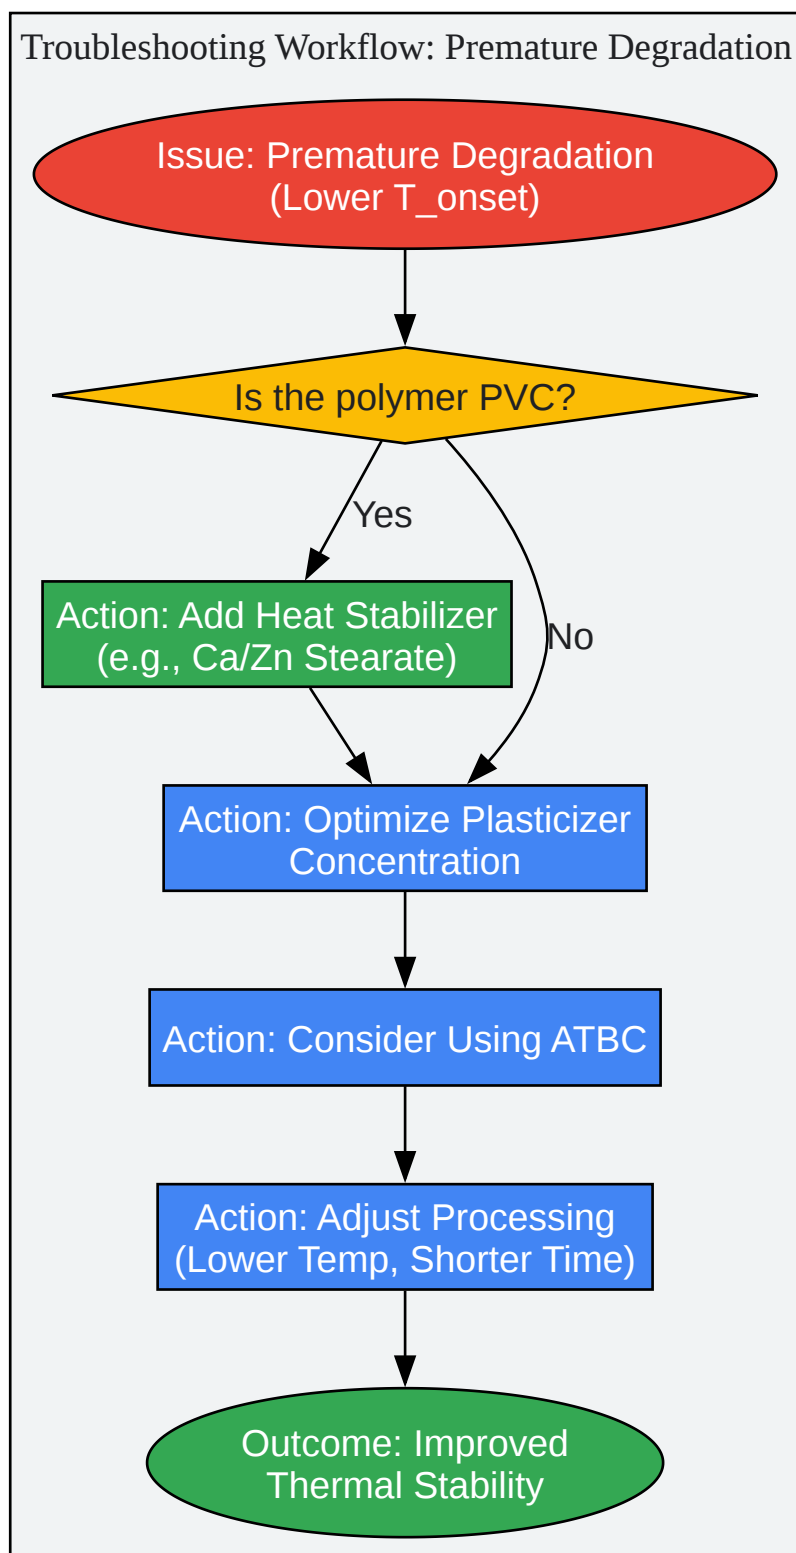 Troubleshooting Workflow: Premature Degradation
Issue: Premature Degradation
(Lower T_onset)
Is the polymer PVC?
Yes
Action: Add Heat Stabilizer
(e.g., Ca/Zn Stearate)
No
Action: Optimize Plasticizer
Concentration
Action: Consider Using ATBC
Action: Adjust Processing
(Lower Temp, Shorter Time)
Outcome: Improved
Thermal Stability